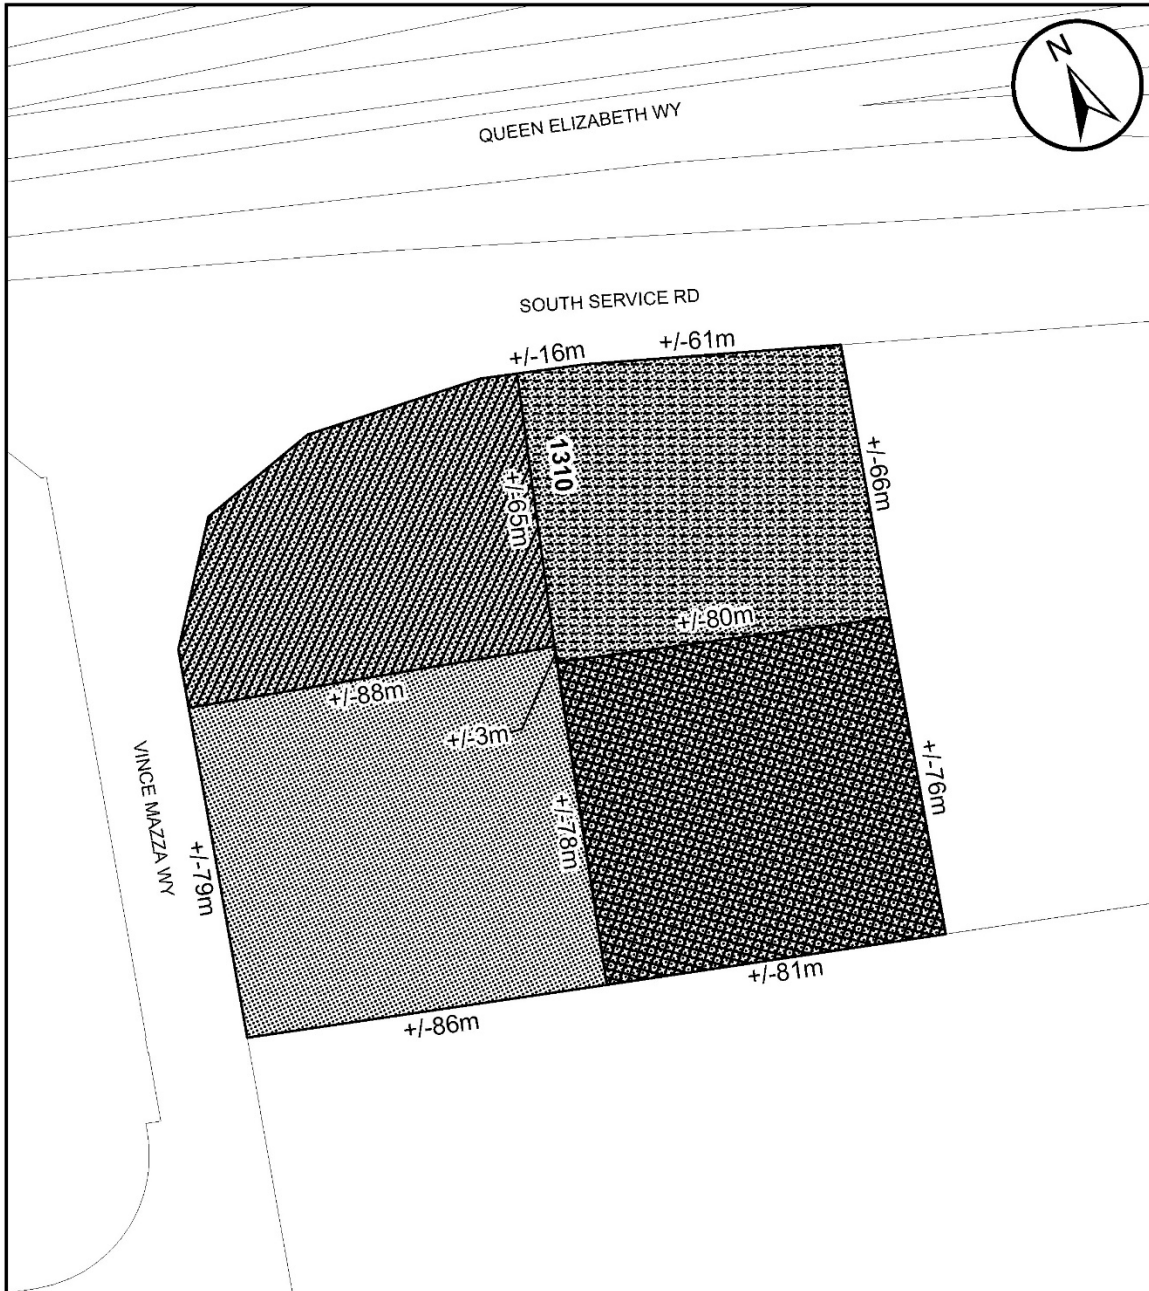 N
QUEEN ELIZABETH WY
SOUTH SERVICE RD
+/-16m
+/-61m
1310
+/-65m
+/-66m
+/-80m
+/-88m
+/-3m
VINCE MAZZA WY
+/-79m
+/-78m
+/-76m
+/-81m
+/-86m